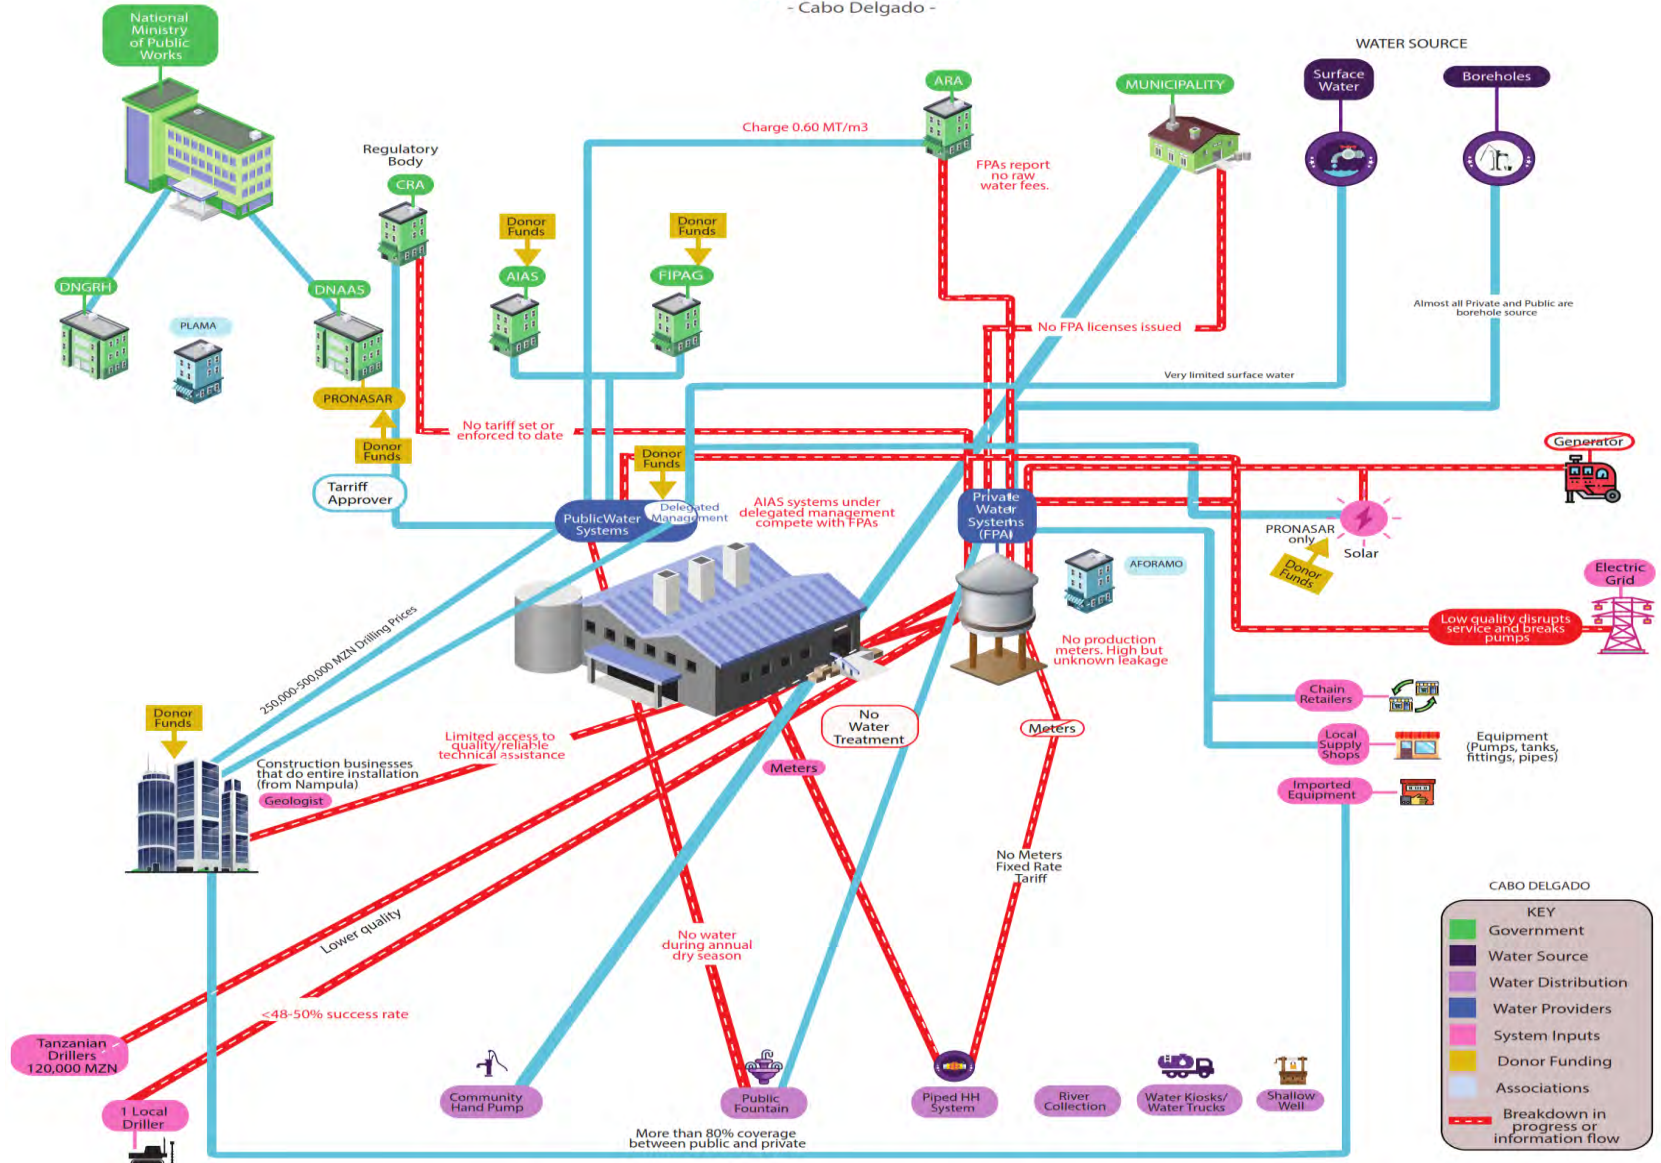 - Cabo Delgado -
National
Ministry
of Public
Works
WATER SOURCE
Surface
Water
Boreholes
ARA
MUNICIPALITY
Charge 0.60 MT/m3
Regulatory
Body
CRA
FPAs report
no raw
water fees.
Donor
Funds
Donor
Funds
AIAS
FIPAG
DNGRH
DNAAS
PLAMA
Almost all Private and Public are
borehole source
No FPA licenses issued
Very limited surface water
PRONASAR
Donor
Funds
No tariff set or
enforced to date
Generator
Donor
Funds
Tarriff
Approver
AIAS systems under
delegated management
compete with FPAs
Private
Water
Systems
(FPA)
PublicWater
Systems
Delegated
Management
PRONASAR
only
Solar
Donor
Funds
AFORAMO
Electric
Grid
Low quality disrupts
service and breaks
pumps
250,000-500,000 MZN Drilling Prices
No production
meters. High but
unknown leakage
Chain
Retailers
Donor
Funds
No
Water
Treatment
Meters
Limited access to
quality/reliable
technical assistance
Local
Supply
Shops
Equipment
(Pumps, tanks,
fittings, pipes)
Construction businesses
that do entire installation
(from Nampula)
Geologist
Meters
Imported
Equipment
No Meters
Fixed Rate
Tariff
Lower quality
No water
during annual
dry season
<48-50% success rate
Tanzanian
Drillers
120,000 MZN
1 Local
Driller
Community
Hand Pump
Public
Fountain
Piped HH
System
River
Collection
Water Kiosks/
Water Trucks
Shallow
Well
More than 80% coverage
between public and private
CABO DELGADO
KEY
Government
Water Source
Water Distribution
Water Providers
System Inputs
Donor Funding
Associations
Breakdown in
progress or
information flow